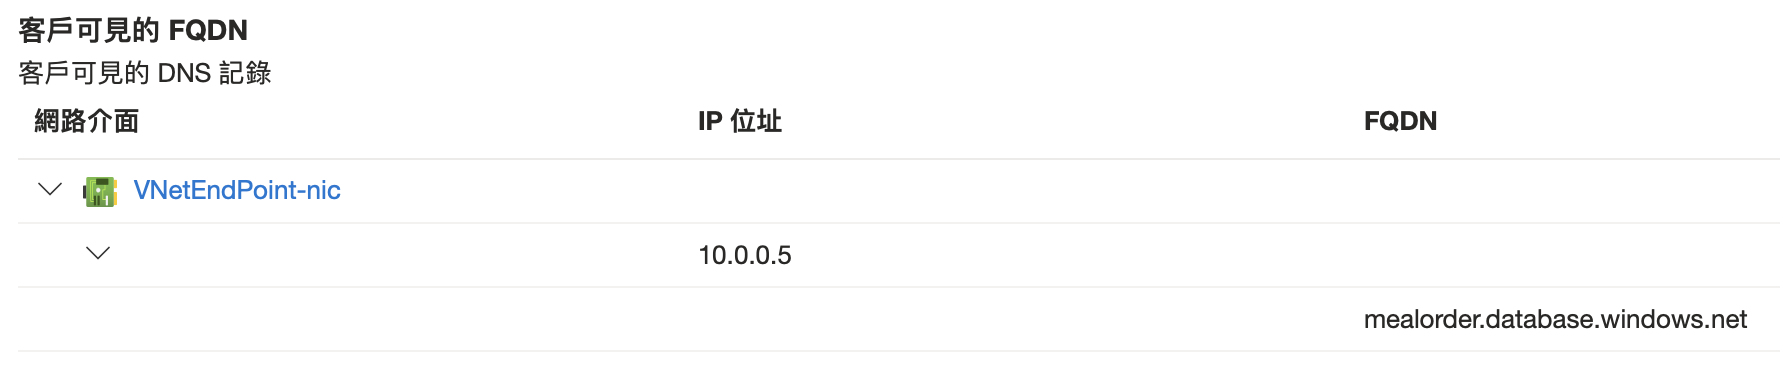 客戶可見的 FQDN
客戶可見的 DNS 記錄
網路介面 IP 位址 FQDN
VNetEndPoint-nic
10.0.0.5
mealorder.database.windows.net